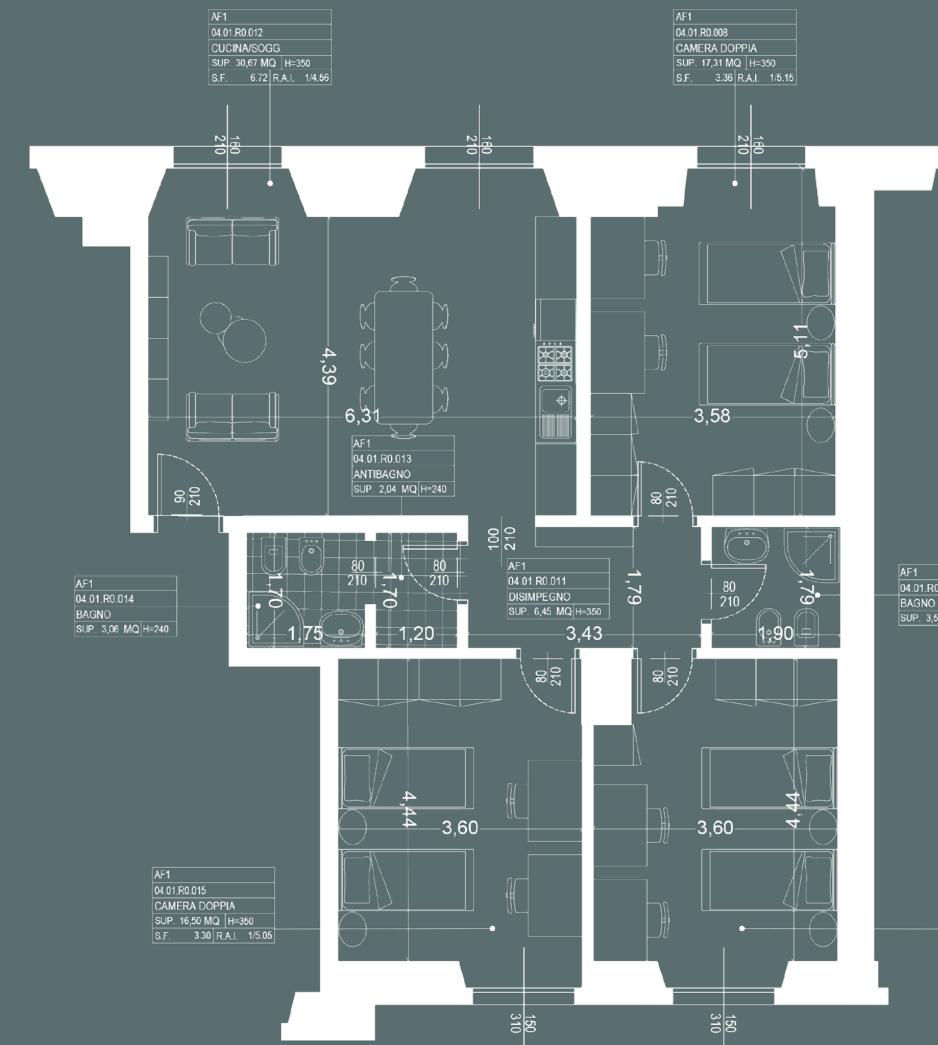 AF1
04.01.R0.012
CUCINA/SOGG.
SUP. 30,67 MQ H=350
S.F. 6.72 R.A.I. 1/4.56
AF1
04.01.R0.008
CAMERA DOPPIA
SUP. 17,31 MQ H=350
S.F. 3.36 R.A.I. 1/5.15
160
210
160
210
160
210
4,39
6,31
5,11
3,58
AF1
04.01.R0.013
ANTIBAGNO
SUP. 2,04 MQ H=240
90
210
80
210
100
210
AF1
04.01.R0.014
BAGNO
SUP. 3,06 MQ H=240
1,70
1,75
80
210
1,70
1,20
80
210
AF1
04.01.R0.011
DISIMPEGNO
SUP. 6,45 MQ H=350
3,43
1,79
80
210
1,79
1,90
AF1
04.01.R0
BAGNO
SUP. 3,5
80
210
80
210
4,44
3,60
3,60
4,44
AF1
04.01.R0.015
CAMERA DOPPIA
SUP. 16,50 MQ H=350
S.F. 3.30 R.A.I. 1/5.05
150
310
150
310